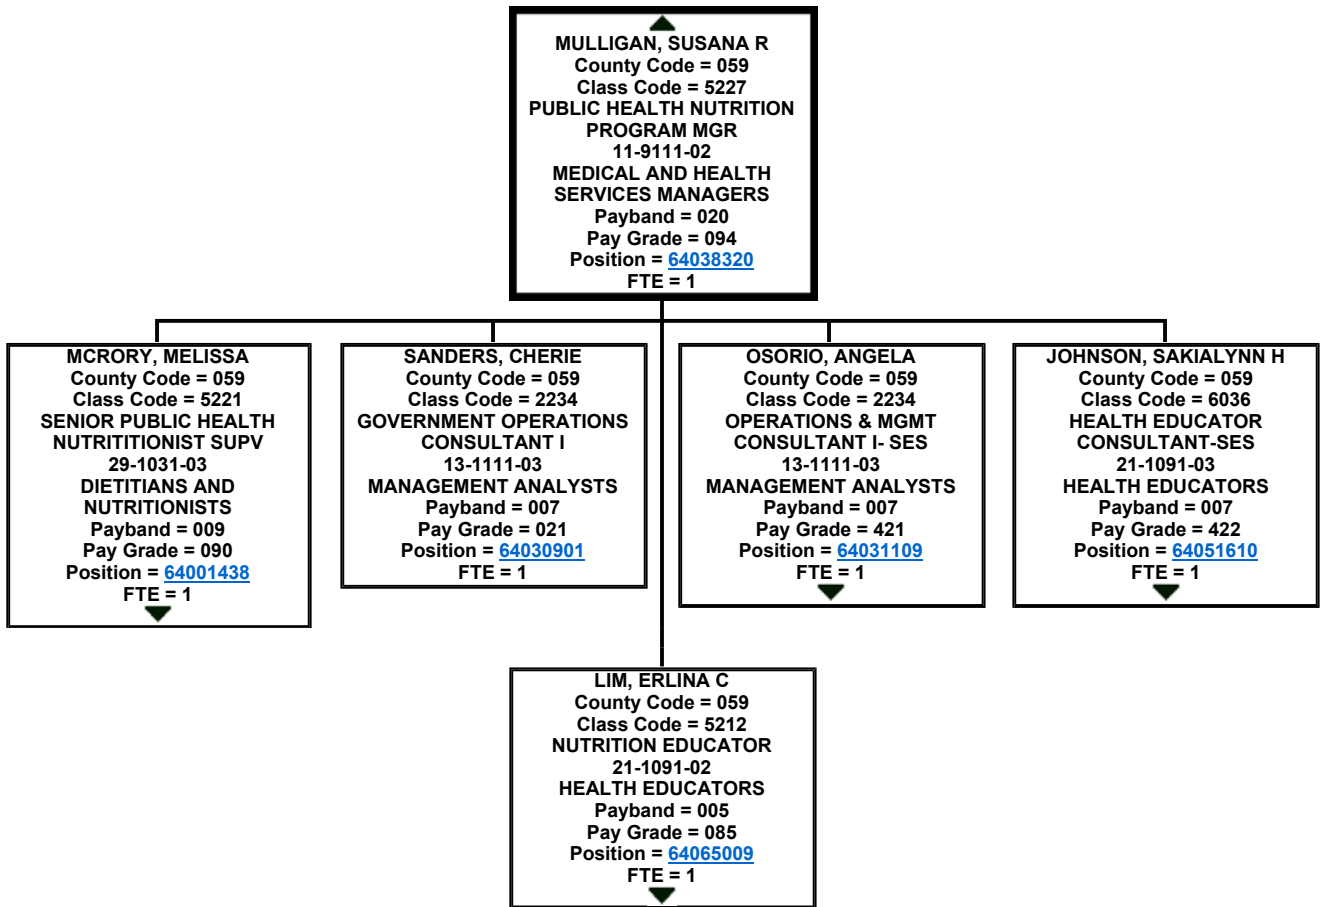 MULLIGAN, SUSANA R
County Code = 059
Class Code = 5227
PUBLIC HEALTH NUTRITION
PROGRAM MGR
11-9111-02
MEDICAL AND HEALTH
SERVICES MANAGERS
Payband = 020
Pay Grade = 094
Position = 64038320
FTE = 1
MCRORY, MELISSA
County Code = 059
Class Code = 5221
SENIOR PUBLIC HEALTH
NUTRITITIONIST SUPV
29-1031-03
DIETITIANS AND
NUTRITIONISTS
Payband = 009
Pay Grade = 090
Position = 64001438
FTE = 1
SANDERS, CHERIE
County Code = 059
Class Code = 2234
GOVERNMENT OPERATIONS
CONSULTANT I
13-1111-03
MANAGEMENT ANALYSTS
Payband = 007
Pay Grade = 021
Position = 64030901
FTE = 1
OSORIO, ANGELA
County Code = 059
Class Code = 2234
OPERATIONS & MGMT
CONSULTANT I- SES
13-1111-03
MANAGEMENT ANALYSTS
Payband = 007
Pay Grade = 421
Position = 64031109
FTE = 1
JOHNSON, SAKIALYNN H
County Code = 059
Class Code = 6036
HEALTH EDUCATOR
CONSULTANT-SES
21-1091-03
HEALTH EDUCATORS
Payband = 007
Pay Grade = 422
Position = 64051610
FTE = 1
LIM, ERLINA C
County Code = 059
Class Code = 5212
NUTRITION EDUCATOR
21-1091-02
HEALTH EDUCATORS
Payband = 005
Pay Grade = 085
Position = 64065009
FTE = 1